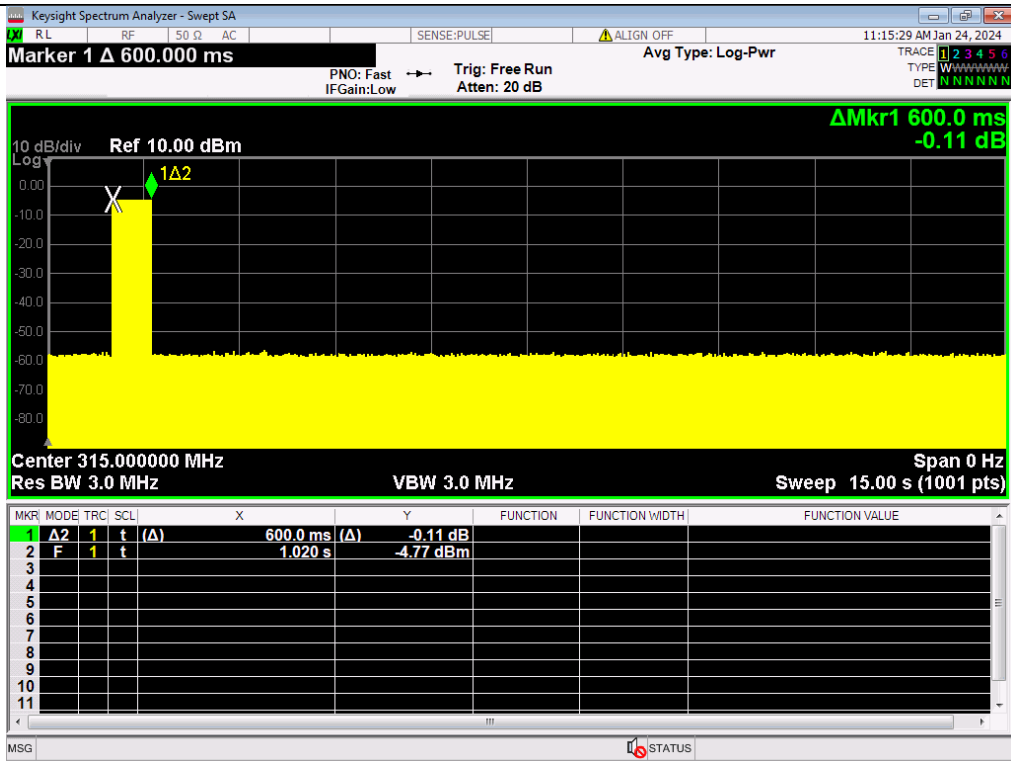 Keysight Spectrum Analyzer - Swept SA
LXI RL RF 50 Ω AC SENSE:PULSE ALIGN OFF 11:15:29 AM Jan 24, 2024
Marker 1 Δ 600.000 ms
PNO: Fast
IFGain:Low
Trig: Free Run
Atten: 20 dB
Avg Type: Log-Pwr
TRACE 1 2 3 4 5 6
TYPE WWWWWW
DET N N N N N N
ΔMkr1 600.0 ms
-0.11 dB
10 dB/div Ref 10.00 dBm
Log
1Δ2
0.00
-10.0
-20.0
-30.0
-40.0
-50.0
-60.0
-70.0
-80.0
Center 315.000000 MHz Span 0 Hz
Res BW 3.0 MHz VBW 3.0 MHz Sweep 15.00 s (1001 pts)
MKR MODE TRC SCL X Y FUNCTION FUNCTION WIDTH FUNCTION VALUE
1 Δ2 1 t (Δ) 600.0 ms (Δ) -0.11 dB
2 F 1 t 1.020 s -4.77 dBm
3
4
5
6
7
8
9
10
11
MSG STATUS